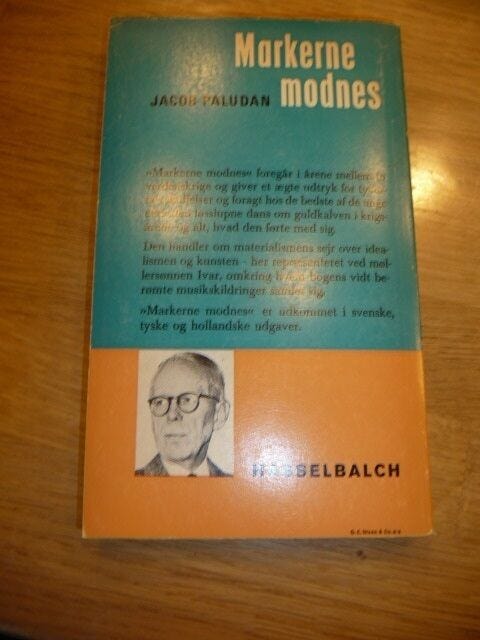 Markerne
modnes
JACOB PALUDAN
»Markerne modnes« foregår i årene mellem
verdenskrige og giver et ægte udtryk for
og foragt hos de bedste af de unge
løsslupne dans om guldkalven i krigs-
og alt, hvad den førte med sig.
Den handler om materialismens sejr over idea-
lismen og kunsten - her repræsenteret ved møl-
lersønnen Ivar, omkring hvem bogens vidt be-
rømte musikskildringer samler sig.
»Markerne modnes« er udkommet i svenske,
tyske og hollandske udgaver.
HASSELBALCH